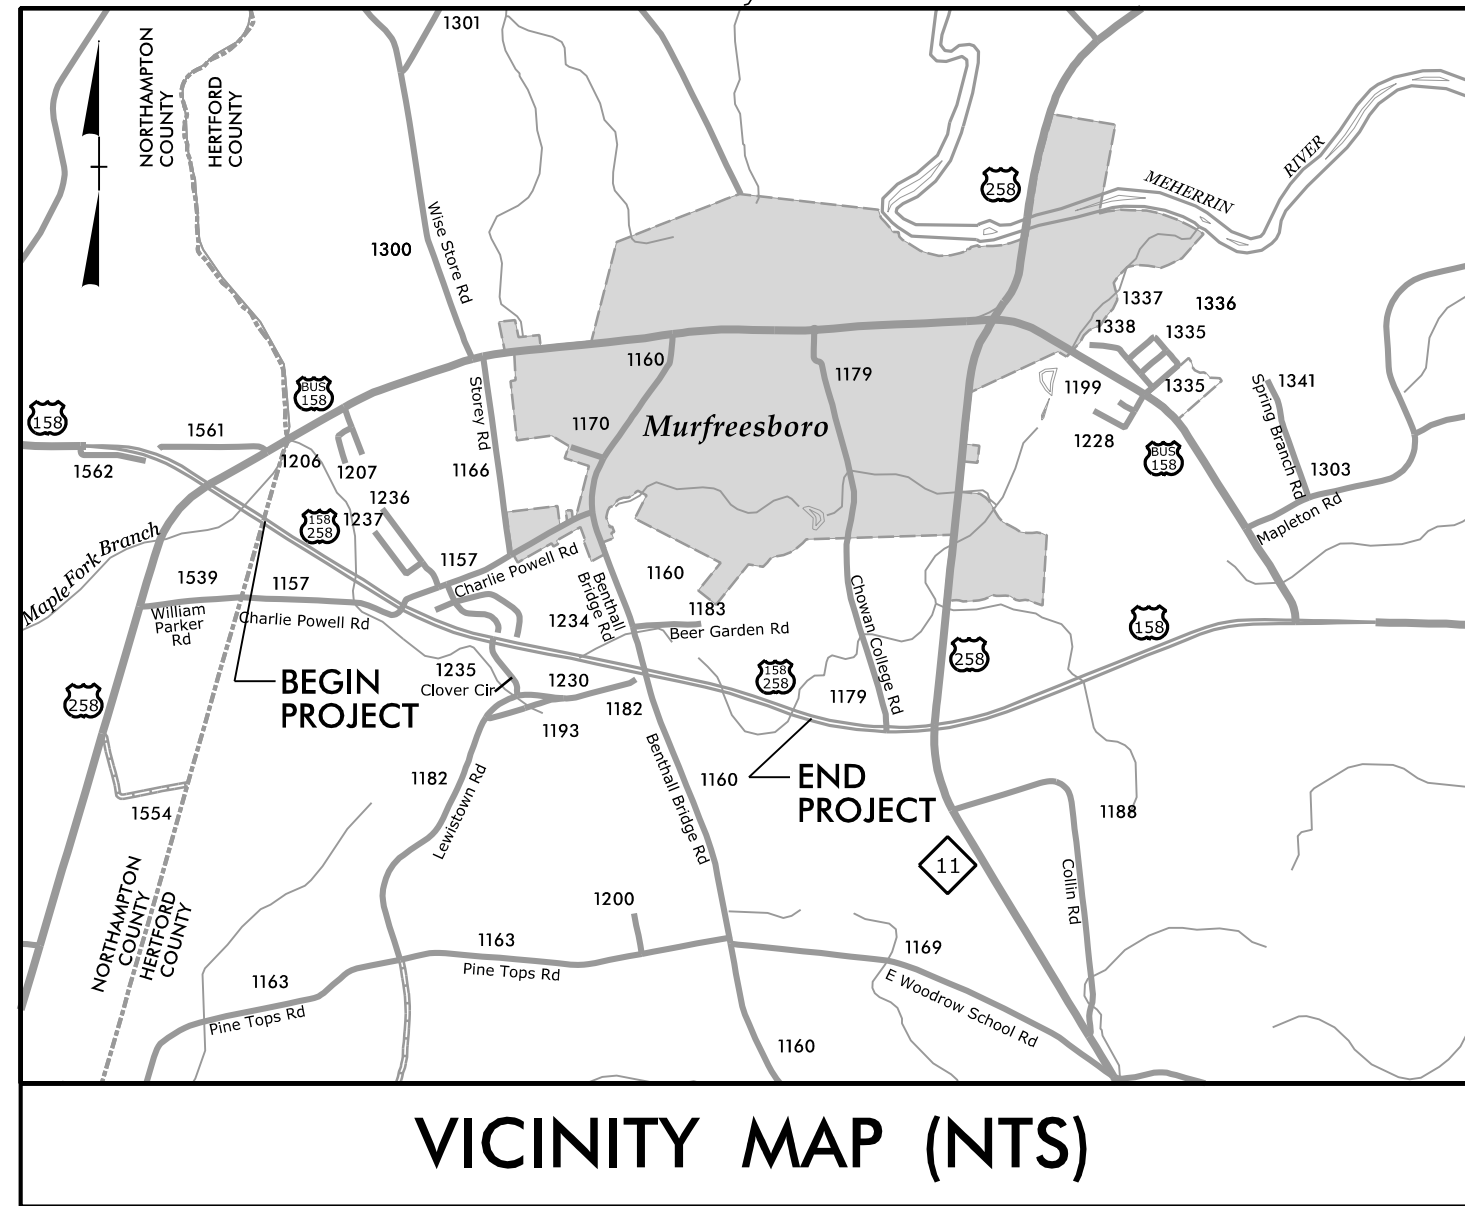 1301
NORTHAMPTON
COUNTY
HERTFORD
COUNTY
258
MEHERRIN
RIVER
1300
Wise Store Rd
1337
1336
1338
1335
1160
1179
1199
1335
1341
Spring Branch Rd
BUS
158
158
1561
1562
1206
1207
Storey Rd
1166
1170
Murfreesboro
1228
BUS
158
1303
Mapleton Rd
1236
1237
158
258
Maple Fork Branch
1539
William
Parker
Rd
1157
Charlie Powell Rd
1157
Charlie Powell Rd
Benthall
Bridge Rd
1160
1234
1183
Beer Garden Rd
Chowan College Rd
158
258
BEGIN
PROJECT
1235
Clover Cir
1230
1182
1193
158
258
1179
258
1182
Lewistown Rd
Benthall Bridge Rd
1160
END
PROJECT
1188
1554
11
Collin Rd
NORTHAMPTON
COUNTY
HERTFORD
COUNTY
1200
1163
Pine Tops Rd
1163
Pine Tops Rd
1169
E Woodrow School Rd
1160
VICINITY MAP (NTS)